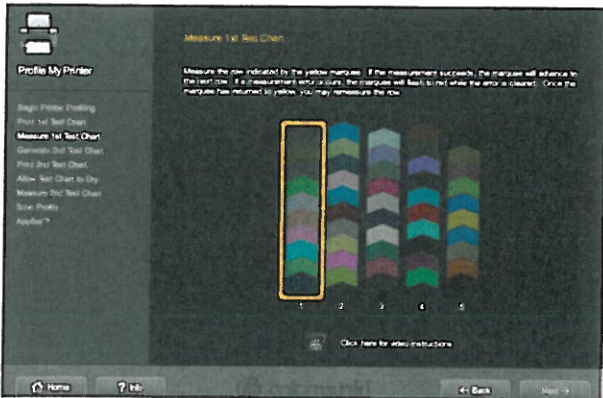 Measure 1st Test Chart
Profile My Printer
Measure the row indicated by the yellow marquee. If the measurement succeeds, the marquee will advance to
the next row. If a measurement error occurs, the marquee will flash to red while the error is cleared. Once the
marquee has returned to yellow, you may remeasure the row.
Begin Printer Profiling
Print 1st Test Chart
Measure 1st Test Chart
Generate 2nd Test Chart
Print 2nd Test Chart
Allow Test Chart to Dry
Measure 2nd Test Chart
Save Profile
AppSet™
1 2 3 4 5
Click here for video instructions
Home
? Info
colormunki
<- Back
Next ->